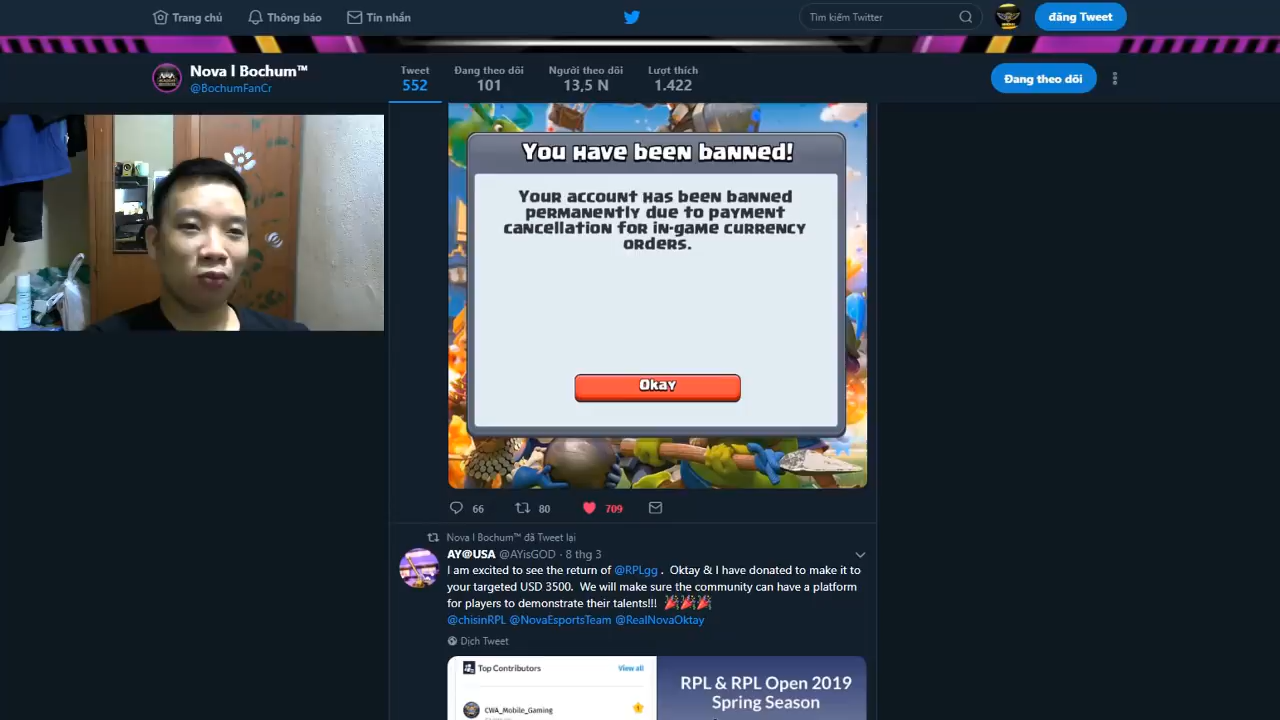 Trang chủ
Thông báo
Tin nhắn
Tìm kiếm Twitter
đăng Tweet
Nova l Bochum™
@BochumFanCr
Tweet
552
Đang theo dõi
101
Người theo dõi
13,5 N
Lượt thích
1.422
Đang theo dõi
You have been banned!
Your account has been banned
permanently due to payment
cancellation for in-game currency
orders.
Okay
66
80
709
Nova l Bochum™ đã Tweet lại
AY@USA @AYisGOD · 8 thg 3
I am excited to see the return of @RPLgg . Oktay & I have donated to make it to
your targeted USD 3500. We will make sure the community can have a platform
for players to demonstrate their talents!!! 🎉🎉🎉
@chisinRPL @NovaEsportsTeam @RealNovaOktay
Dịch Tweet
Top Contributors
View all
CWA_Mobile_Gaming
RPL & RPL Open 2019
Spring Season